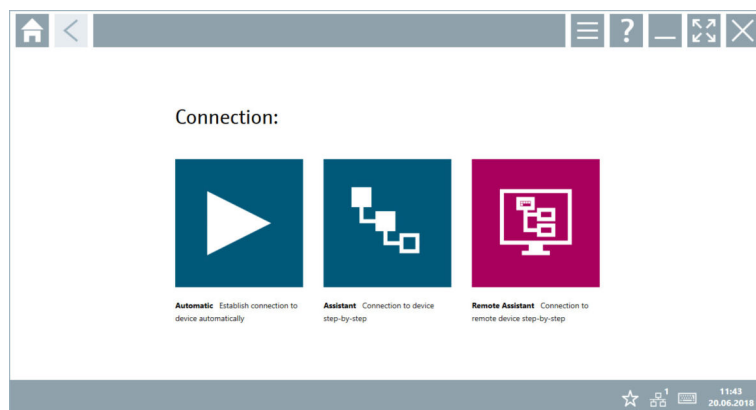 ?
Connection:
Automatic Establish connection to
device automatically
Assistant Connection to device
step-by-step
Remote Assistant Connection to
remote device step-by-step
1
11:43
20.06.2018